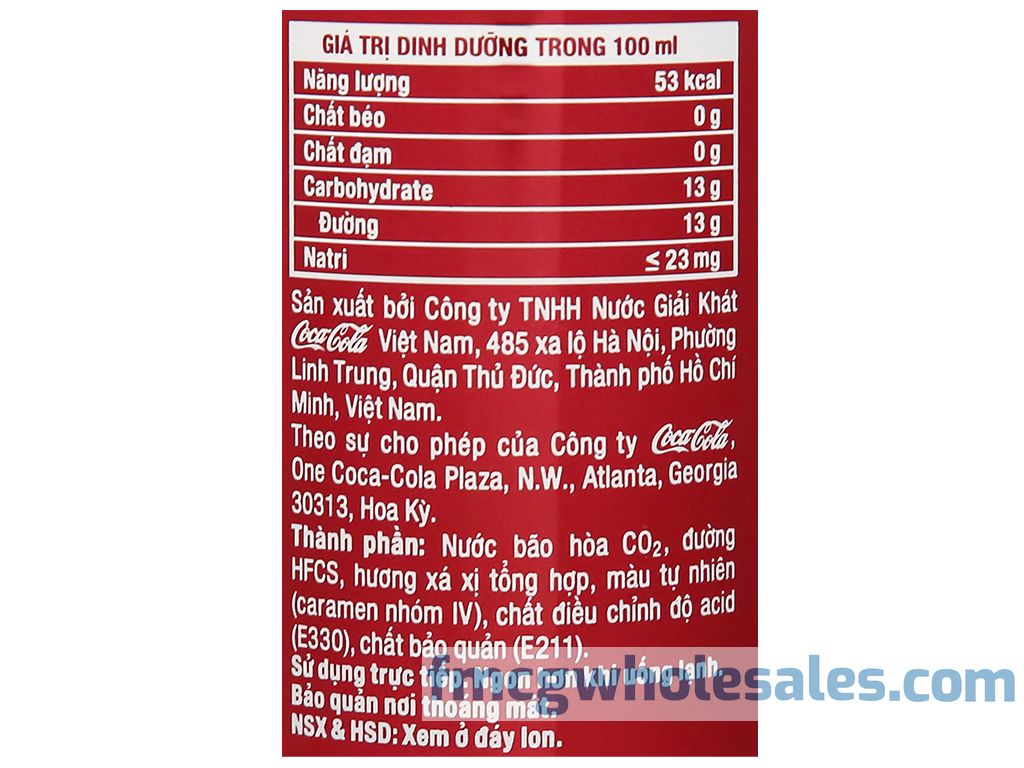 GIÁ TRỊ DINH DƯỠNG TRONG 100 ml
Năng lượng 53 kcal
Chất béo 0 g
Chất đạm 0 g
Carbohydrate 13 g
Đường 13 g
Natri ≤ 23 mg
Sản xuất bởi Công ty TNHH Nước Giải Khát
Coca-Cola Việt Nam, 485 xa lộ Hà Nội, Phường
Linh Trung, Quận Thủ Đức, Thành phố Hồ Chí
Minh, Việt Nam.
Theo sự cho phép của Công ty Coca-Cola,
One Coca-Cola Plaza, N.W., Atlanta, Georgia
30313, Hoa Kỳ.
Thành phần: Nước bão hòa CO2, đường
HFCS, hương xá xị tổng hợp, màu tự nhiên
(caramen nhóm IV), chất điều chỉnh độ acid
(E330), chất bảo quản (E211).
Sử dụng trực tiếp. Ngon hơn khi uống lạnh.
Bảo quản nơi thoáng mát.
NSX & HSD: Xem ở đáy lon.
fmcgwholesales.com